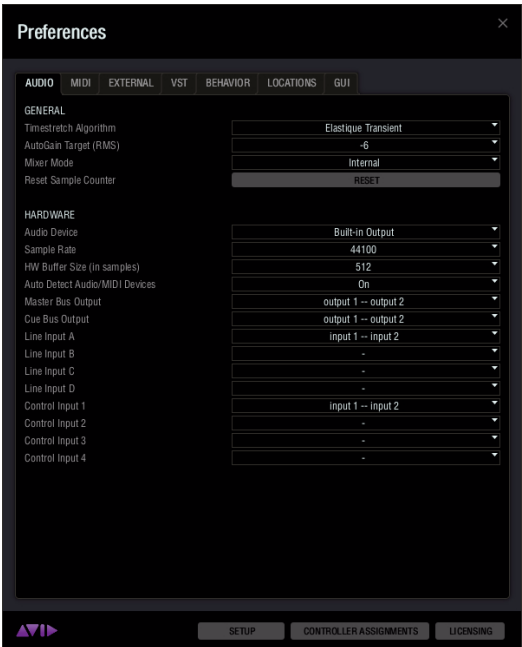 Preferences
AUDIO MIDI EXTERNAL VST BEHAVIOR LOCATIONS GUI
GENERAL
Timestretch Algorithm Elastique Transient
AutoGain Target (RMS) -6
Mixer Mode Internal
Reset Sample Counter RESET
HARDWARE
Audio Device Built-in Output
Sample Rate 44100
HW Buffer Size (in samples) 512
Auto Detect Audio/MIDI Devices On
Master Bus Output output 1 -- output 2
Cue Bus Output output 1 -- output 2
Line Input A input 1 -- input 2
Line Input B -
Line Input C -
Line Input D -
Control Input 1 input 1 -- input 2
Control Input 2 -
Control Input 3 -
Control Input 4 -
AVID SETUP CONTROLLER ASSIGNMENTS LICENSING